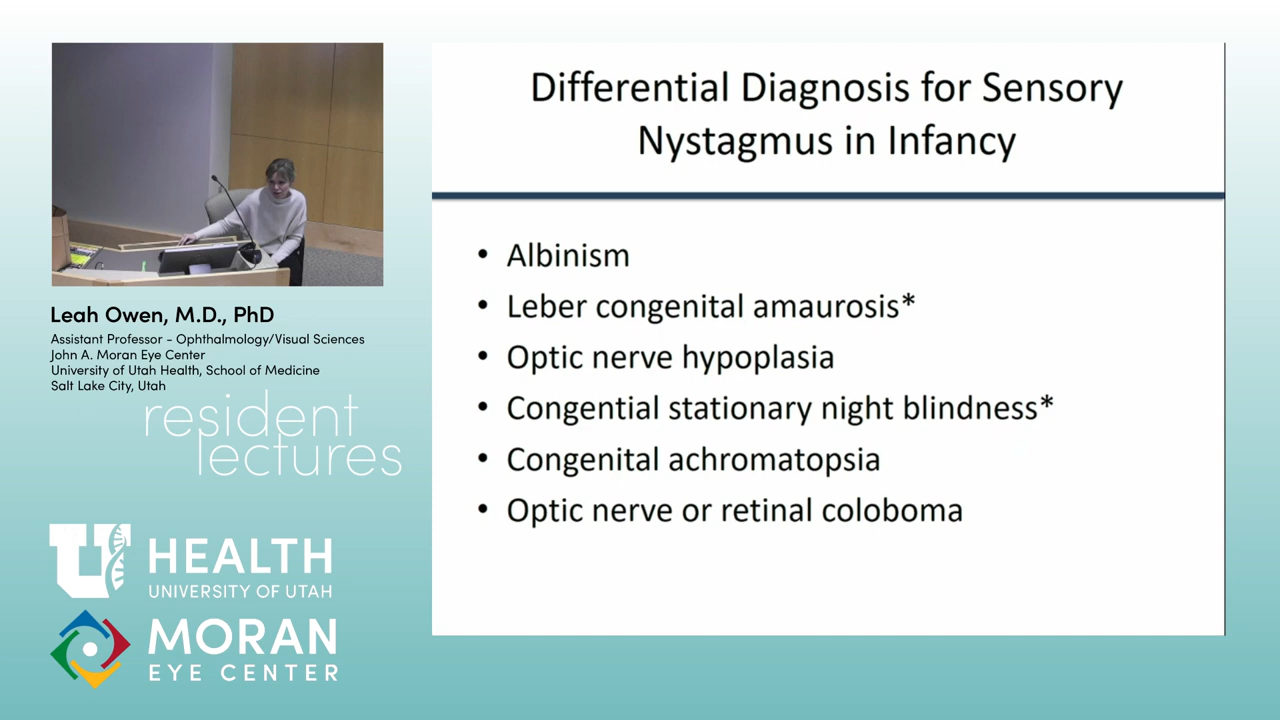 Differential Diagnosis for Sensory
Nystagmus in Infancy
• Albinism
• Leber congenital amaurosis*
• Optic nerve hypoplasia
• Congential stationary night blindness*
• Congenital achromatopsia
• Optic nerve or retinal coloboma
Leah Owen, M.D., PhD
Assistant Professor - Ophthalmology/Visual Sciences
John A. Moran Eye Center
University of Utah Health, School of Medicine
Salt Lake City, Utah
resident
lectures
U HEALTH
UNIVERSITY OF UTAH
MORAN
EYE CENTER